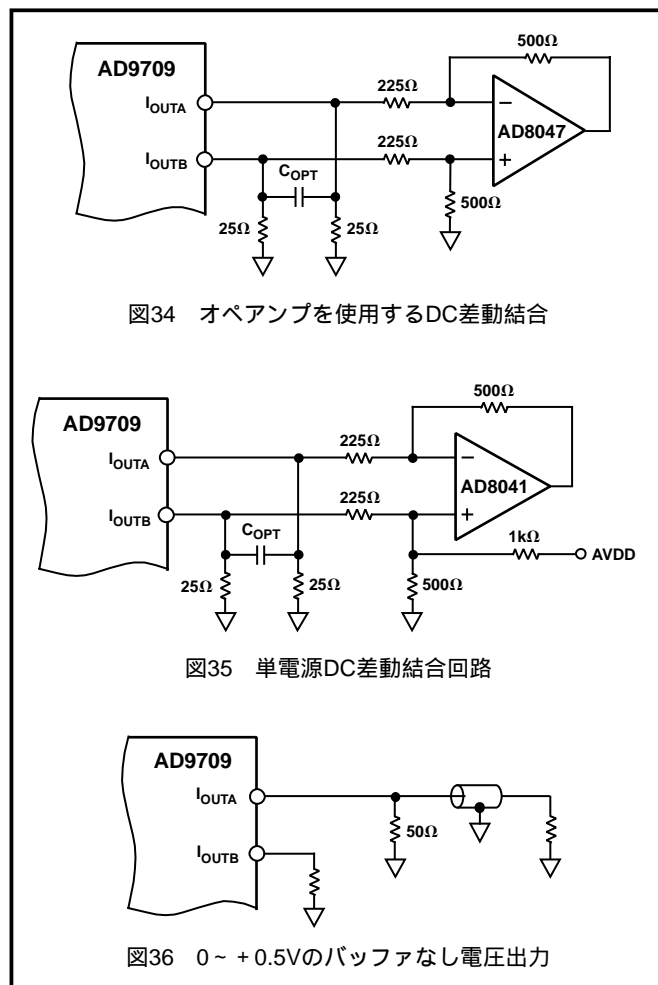 AD9709
IOUTA
IOUTB
COPT
25Ω
25Ω
225Ω
225Ω
500Ω
500Ω
−
+
AD8047
図34 オペアンプを使用するDC差動結合
AD9709
IOUTA
IOUTB
COPT
25Ω
25Ω
225Ω
225Ω
500Ω
500Ω
−
+
AD8041
1kΩ
AVDD
図35 単電源DC差動結合回路
AD9709
IOUTA
IOUTB
50Ω
図36 0~+0.5Vのバッファなし電圧出力